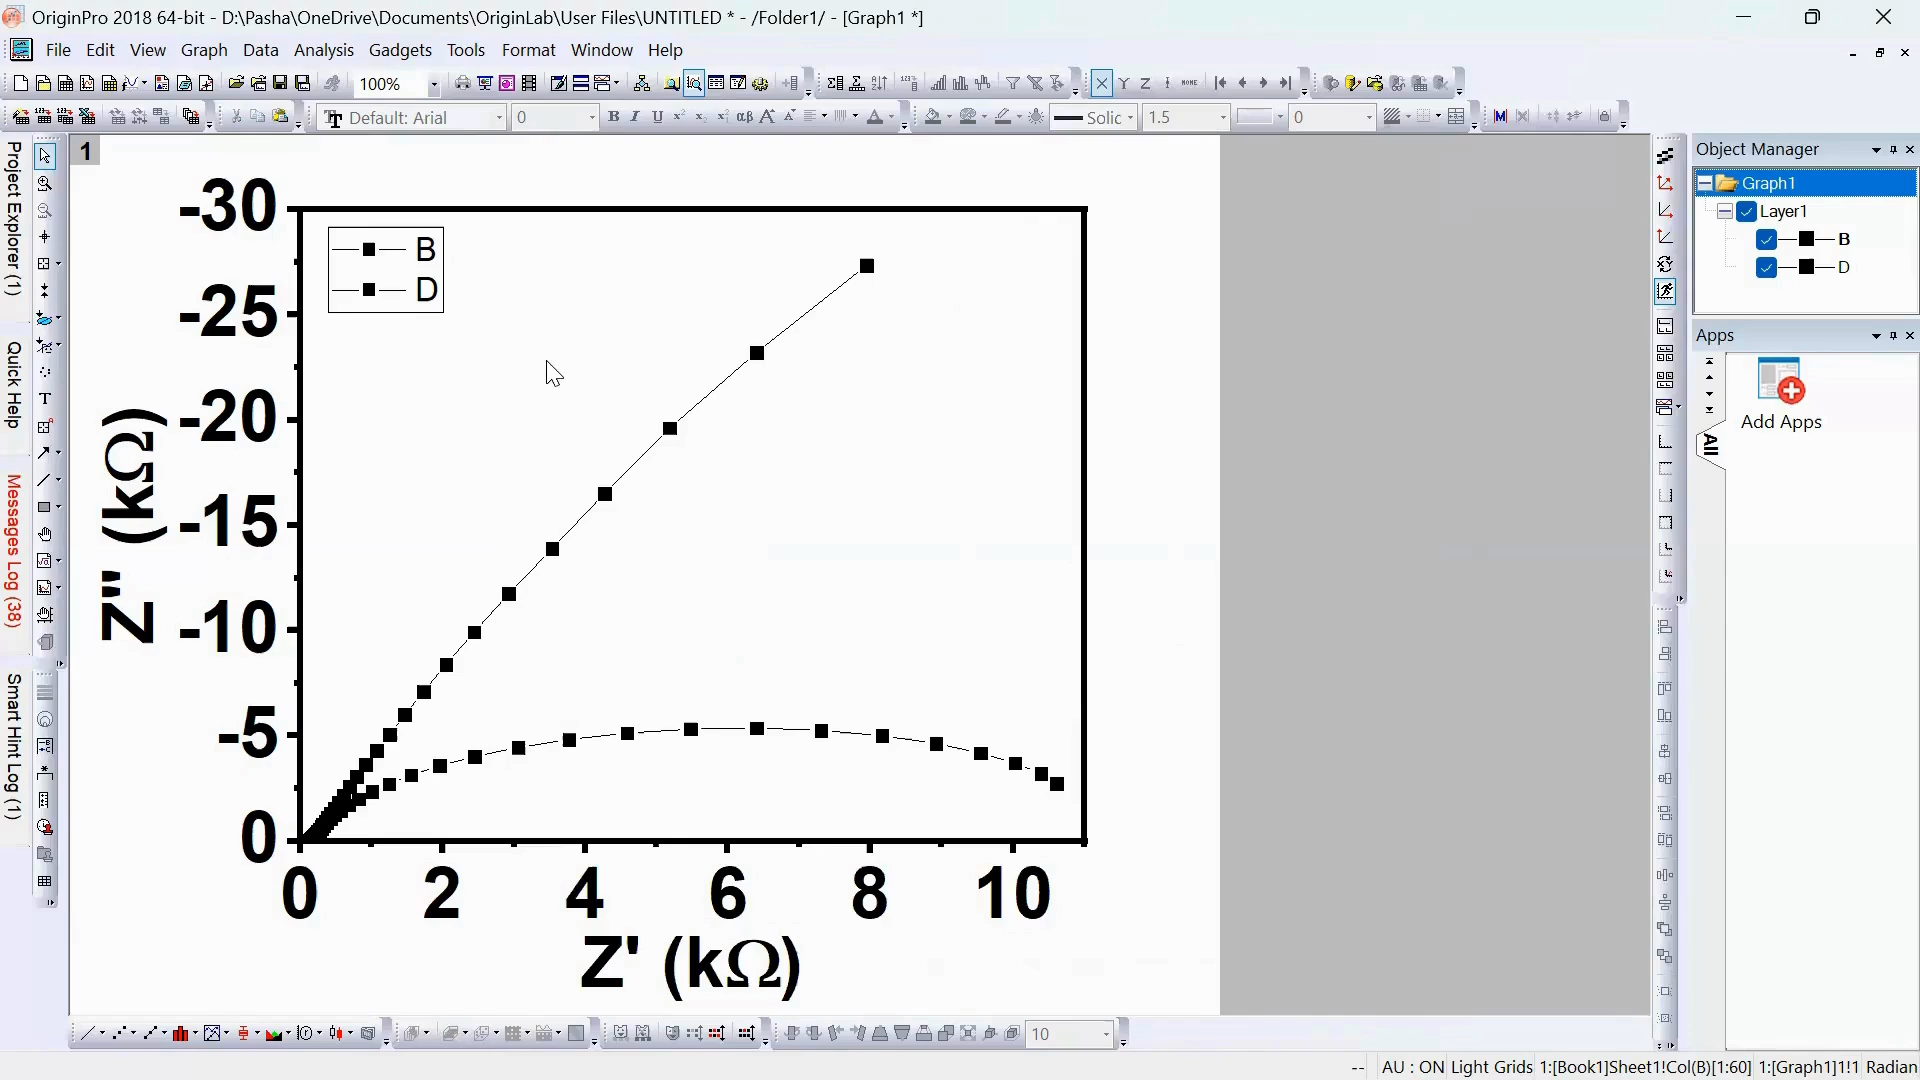 OriginPro 2018 64-bit - D:\Pasha\OneDrive\Documents\OriginLab\User Files\UNTITLED * - /Folder1/ - [Graph1 *]
File Edit View Graph Data Analysis Gadgets Tools Format Window Help
100%
X Y Z NONE
Default: Arial 0 B I U αβ A A A Solic 1.5 0
Project Explorer (1)
Quick Help
Messages Log (38)
Smart Hint Log (1)
1
-30
-25
-20
-15
-10
-5
0
Z'' (kΩ)
B
D
0 2 4 6 8 10
Z' (kΩ)
Object Manager
Graph1
Layer1
B
D
Apps
All
Add Apps
10
-- AU : ON Light Grids 1:[Book1]Sheet1!Col(B)[1:60] 1:[Graph1]1!1 Radian